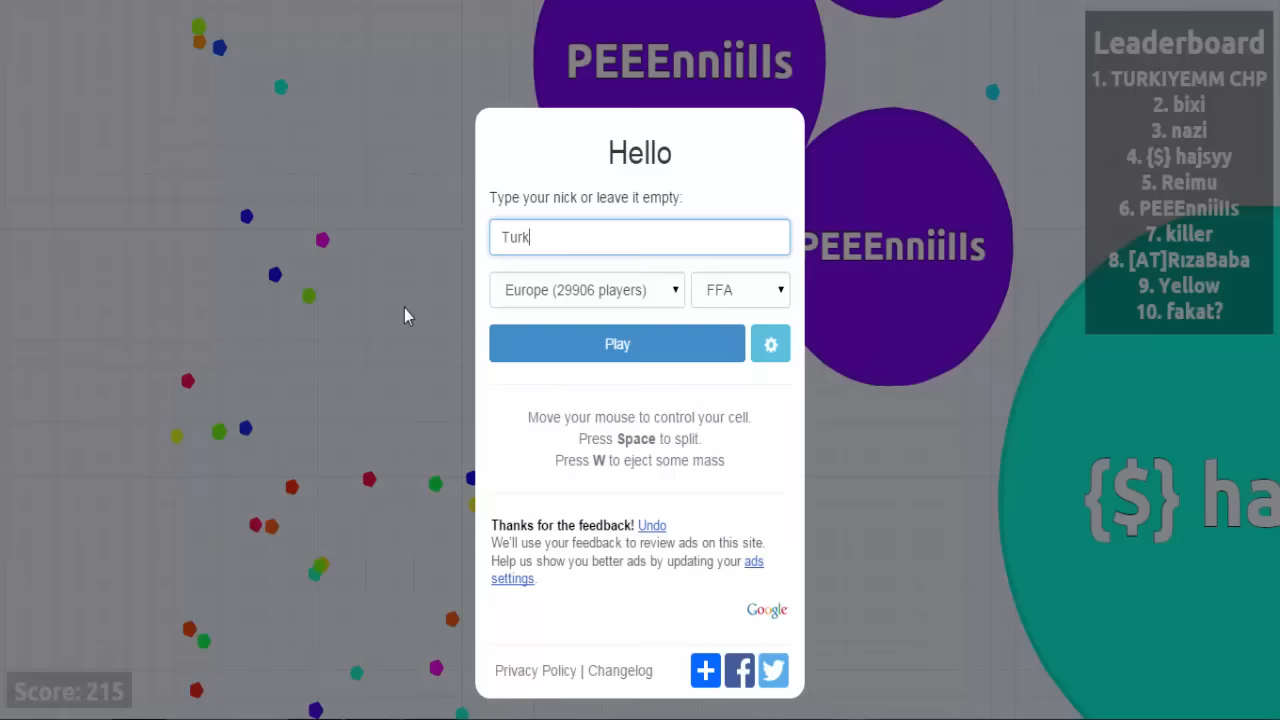 PEEEnniills
Leaderboard
1. TURKIYEMM CHP
2. bixi
3. nazi
4. {$} hajsyy
5. Reimu
6. PEEEnniills
7. killer
8. [AT]RızaBaba
9. Yellow
10. fakat?
Hello
Type your nick or leave it empty:
Turk
PEEEnniills
Europe (29906 players)
FFA
Play
Move your mouse to control your cell.
Press Space to split.
Press W to eject some mass
{$} ha
Thanks for the feedback! Undo
We'll use your feedback to review ads on this site.
Help us show you better ads by updating your ads
settings.
Google
Privacy Policy | Changelog
Score: 215